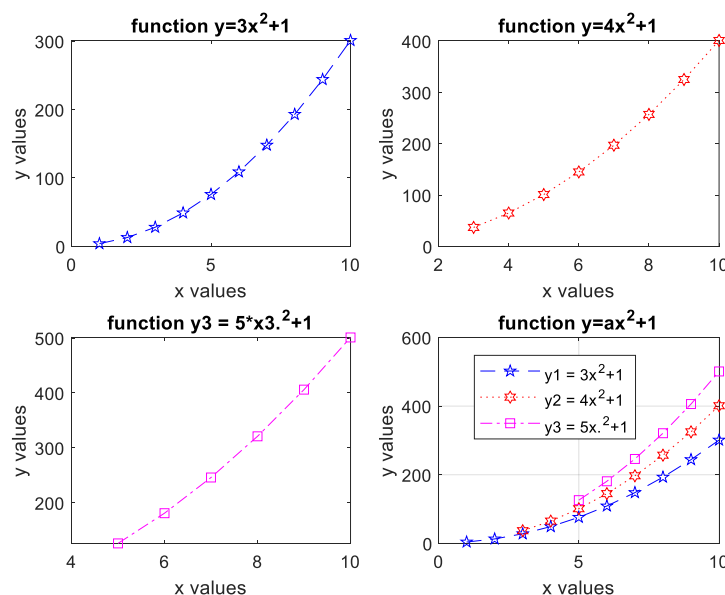 function y=3x²+1
300
200
100
0
0
5
10
y values
x values
function y=4x²+1
400
300
200
100
0
2
4
6
8
10
y values
x values
function y3 = 5*x3.²+1
500
400
300
200
4
6
8
10
y values
x values
function y=ax²+1
600
400
200
0
0
5
10
y values
x values
y1 = 3x²+1
y2 = 4x²+1
y3 = 5x.²+1